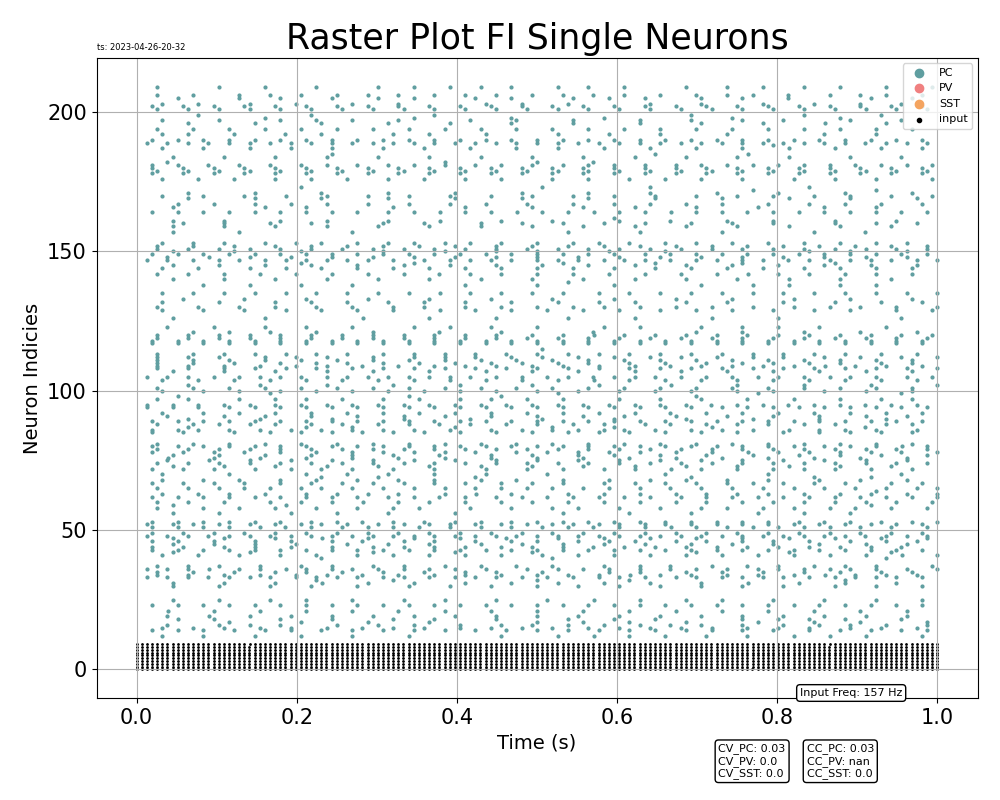 Raster Plot FI Single Neurons
ts: 2023-04-26-20-32
PC
PV
SST
input
200
150
100
50
0
Neuron Indicies
Input Freq: 157 Hz
0.0 0.2 0.4 0.6 0.8 1.0
Time (s)
CV_PC: 0.03
CV_PV: 0.0
CV_SST: 0.0
CC_PC: 0.03
CC_PV: nan
CC_SST: 0.0